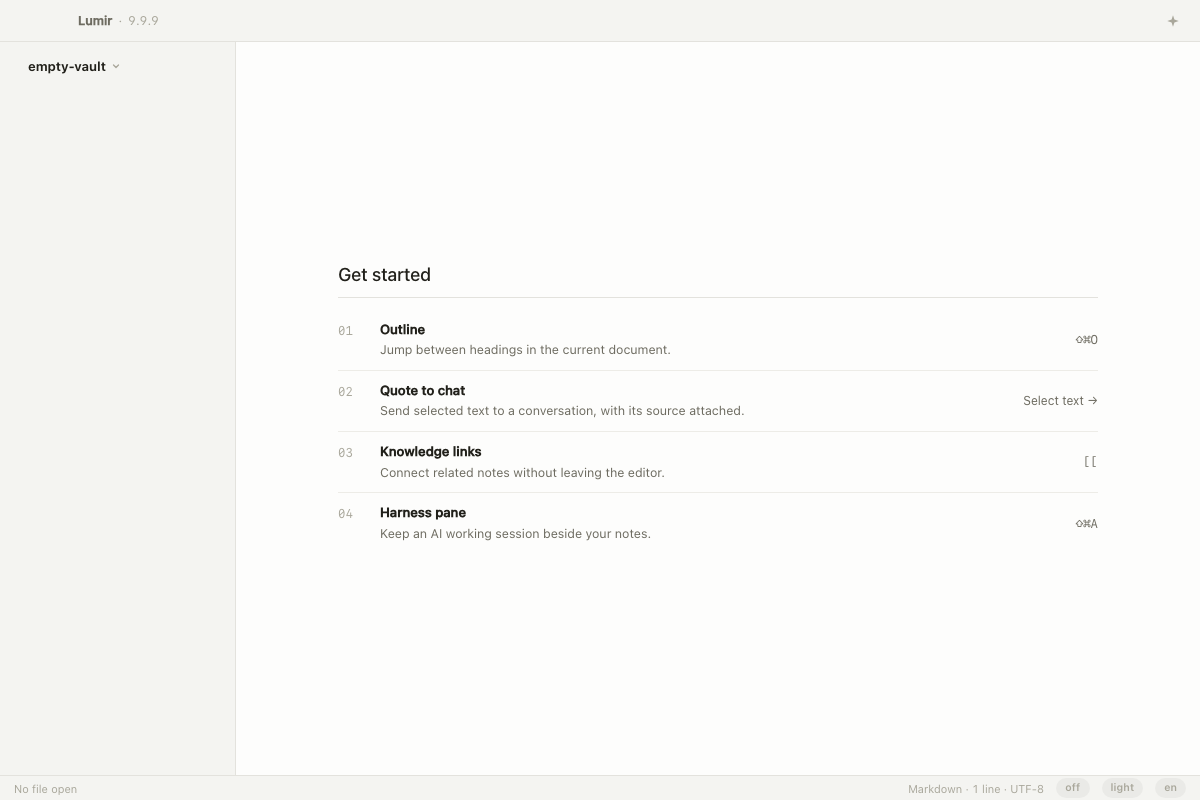 Lumir · 9.9.9
empty-vault
Get started
01 Outline
Jump between headings in the current document.
⇧⌘O
02 Quote to chat
Send selected text to a conversation, with its source attached.
Select text →
03 Knowledge links
Connect related notes without leaving the editor.
[[
04 Harness pane
Keep an AI working session beside your notes.
⇧⌘A
No file open
Markdown · 1 line · UTF-8 off light en